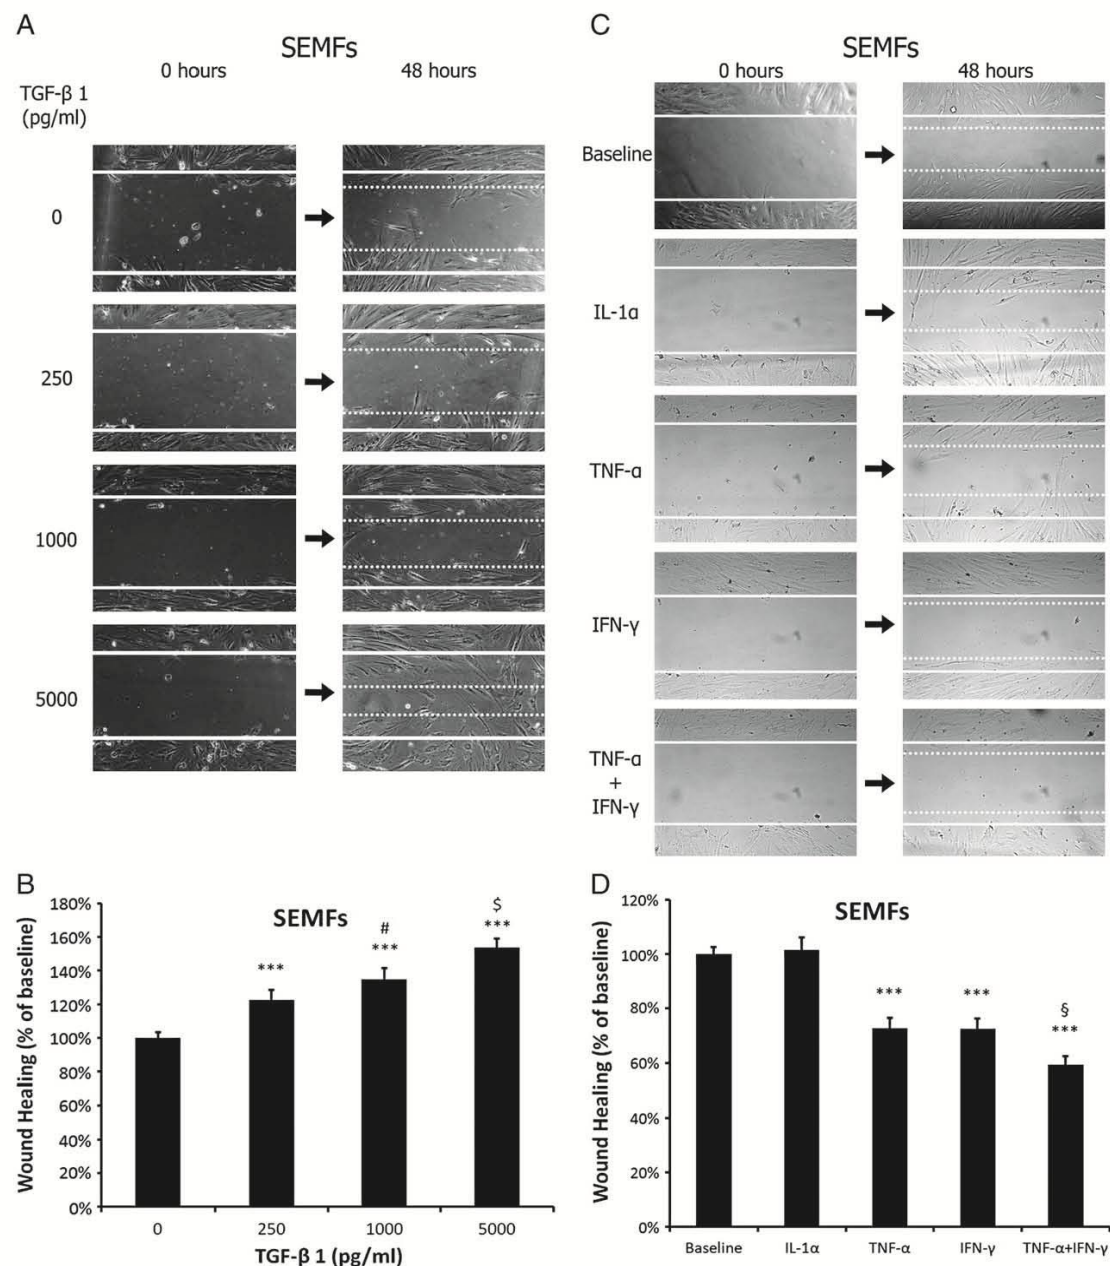 A
SEMFs
0 hours 48 hours
TGF-β 1
(pg/ml)
0
250
1000
5000
C
SEMFs
0 hours 48 hours
Baseline
IL-1α
TNF-α
IFN-γ
TNF-α
+
IFN-γ
B
SEMFs
Wound Healing (% of baseline)
180%
160%
140%
120%
100%
80%
60%
40%
20%
0%
***
#
***
$
***
0 250 1000 5000
TGF-β 1 (pg/ml)
D
SEMFs
Wound Healing (% of baseline)
120%
100%
80%
60%
40%
20%
0%
*** ***
§
***
Baseline IL-1α TNF-α IFN-γ TNF-α+IFN-γ